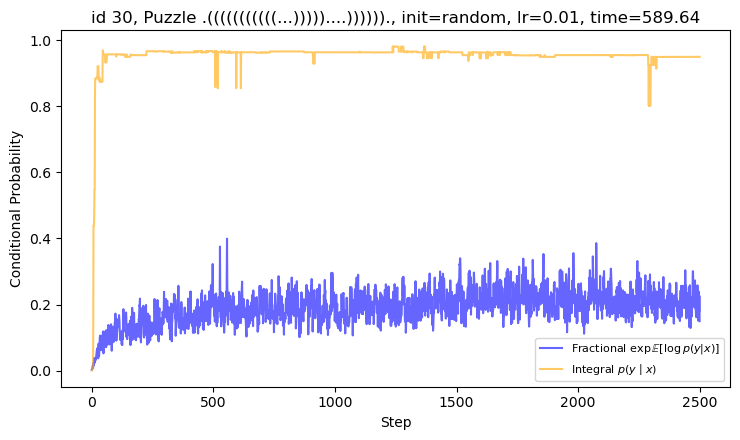 id 30, Puzzle .(((((((((((...)))))....))))))., init=random, lr=0.01, time=589.64
Conditional Probability
1.0
0.8
0.6
0.4
0.2
0.0
0
500
1000
1500
2000
2500
Step
Fractional exp𝔼[log p(y|x)]
Integral p(y | x)